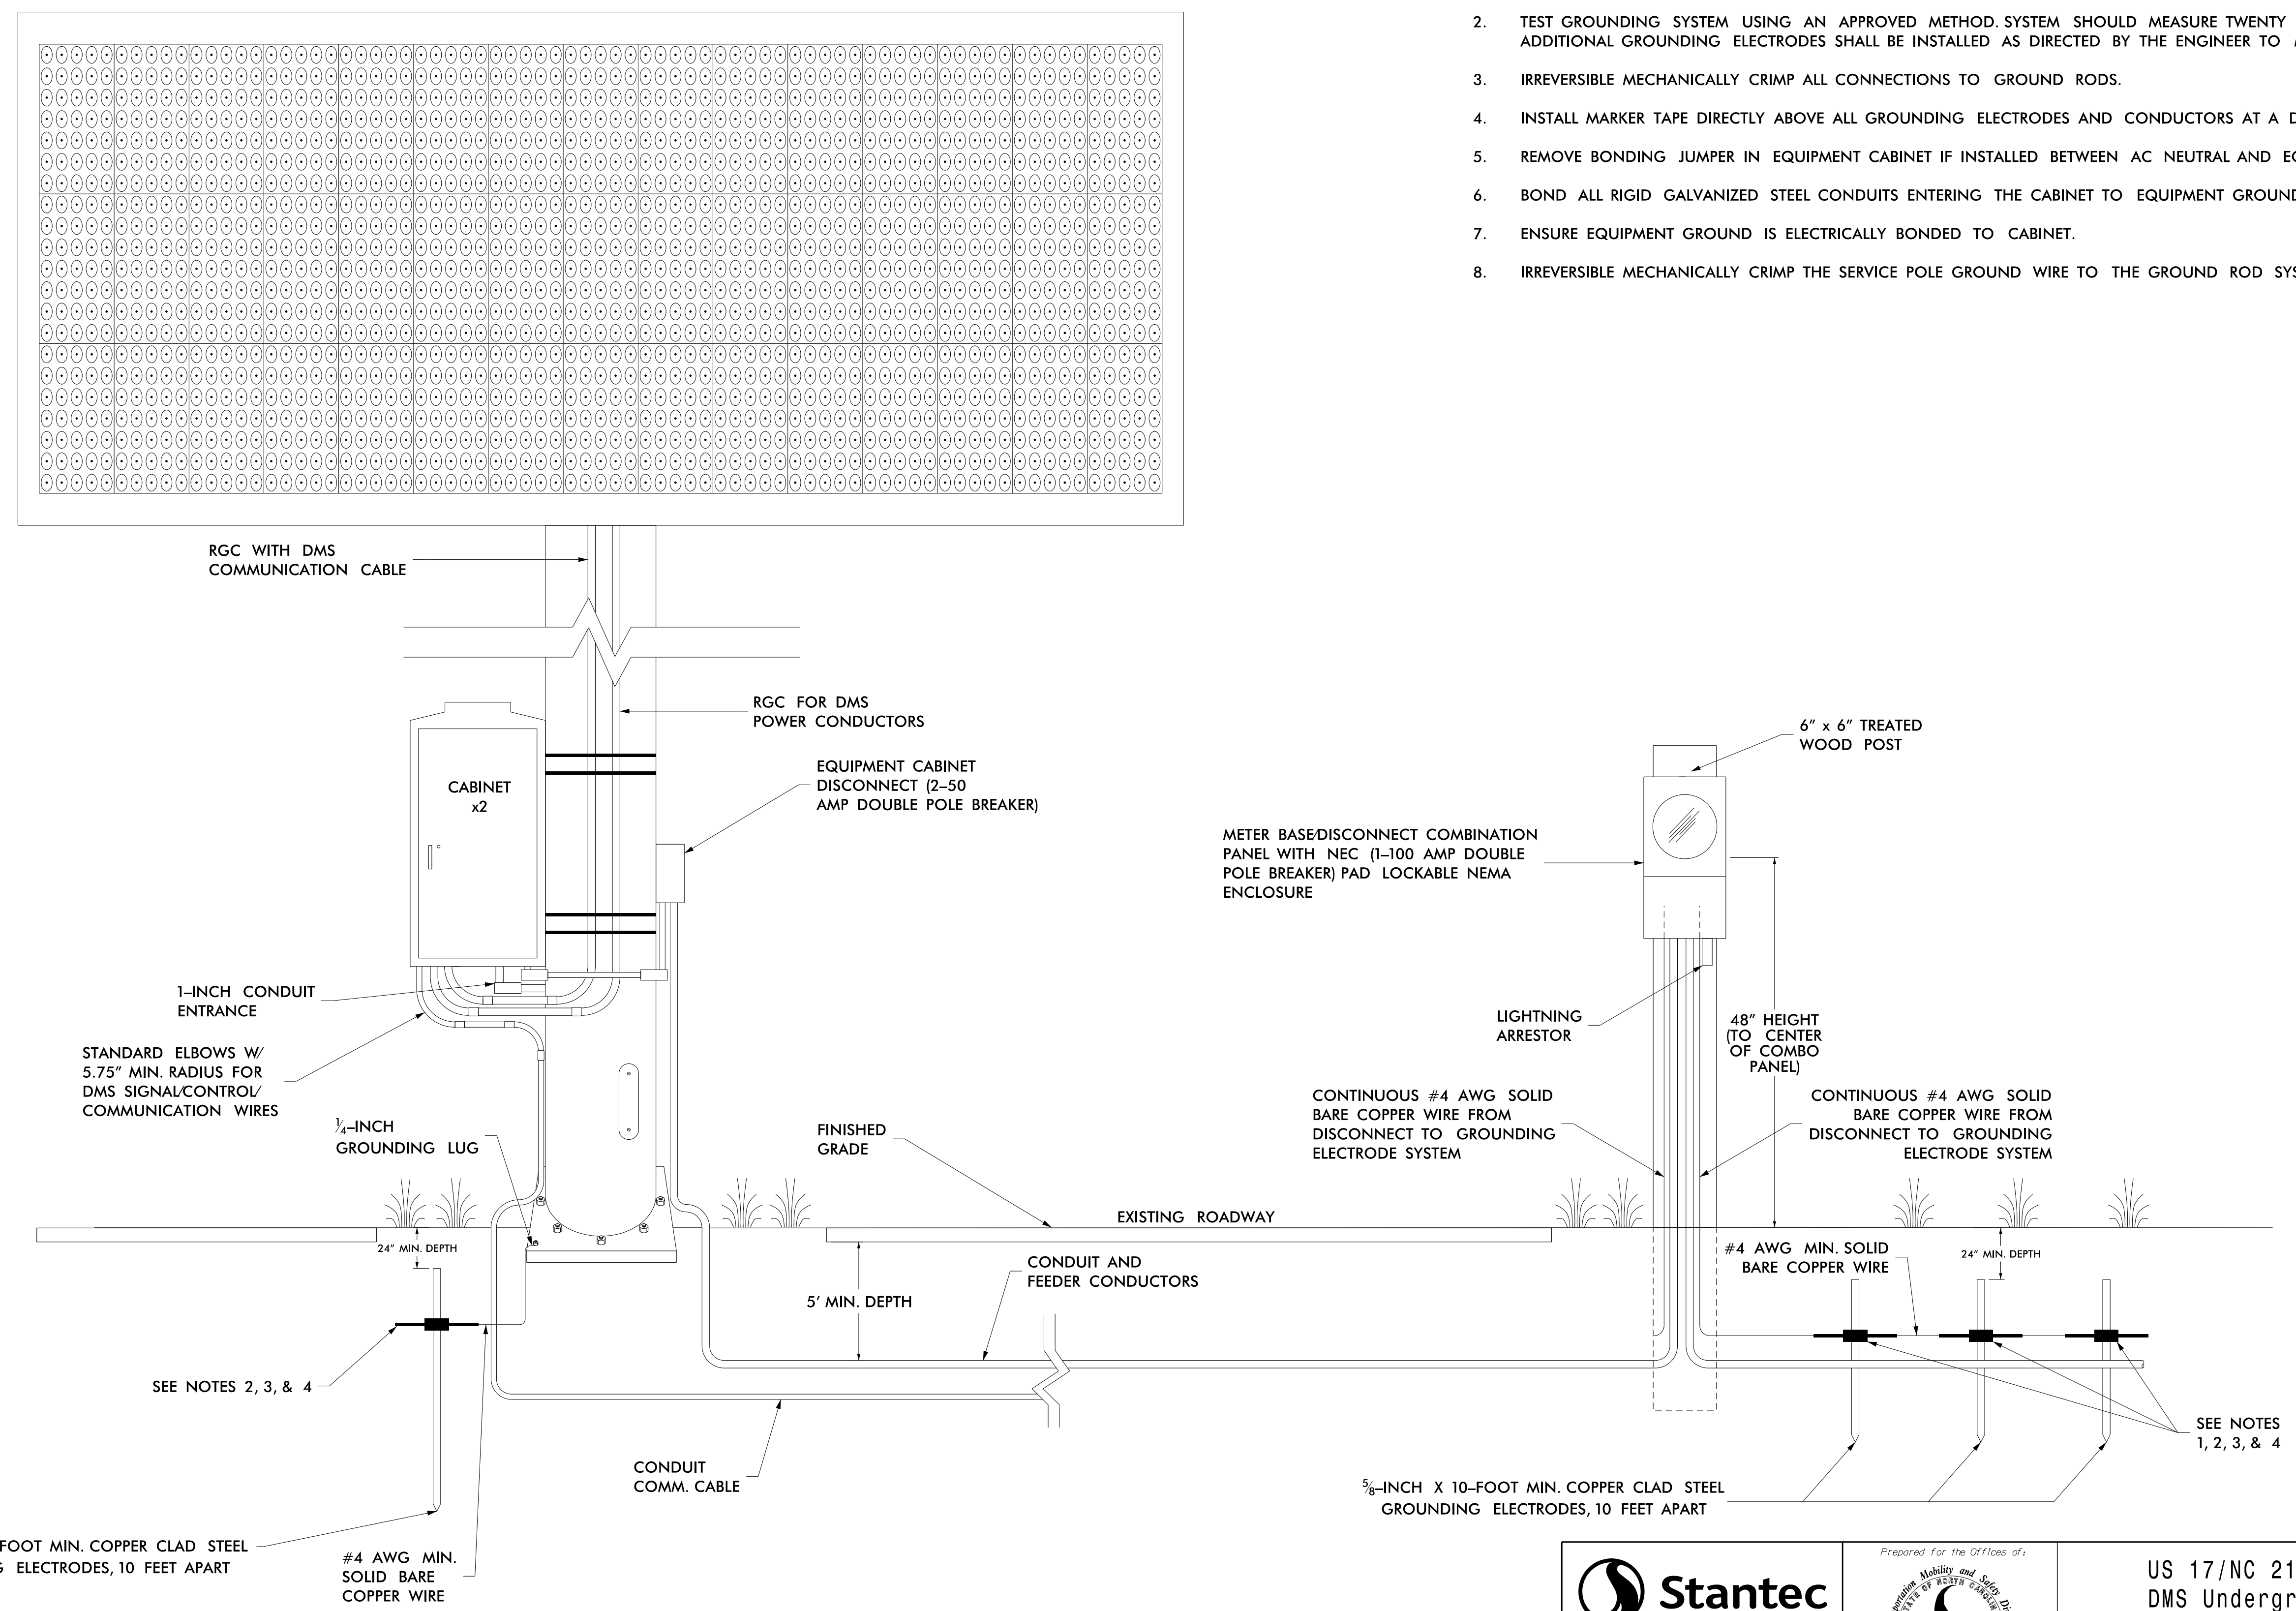 2. TEST GROUNDING SYSTEM USING AN APPROVED METHOD. SYSTEM SHOULD MEASURE TWENTY
ADDITIONAL GROUNDING ELECTRODES SHALL BE INSTALLED AS DIRECTED BY THE ENGINEER TO
3. IRREVERSIBLE MECHANICALLY CRIMP ALL CONNECTIONS TO GROUND RODS.
4. INSTALL MARKER TAPE DIRECTLY ABOVE ALL GROUNDING ELECTRODES AND CONDUCTORS AT A
5. REMOVE BONDING JUMPER IN EQUIPMENT CABINET IF INSTALLED BETWEEN AC NEUTRAL AND
6. BOND ALL RIGID GALVANIZED STEEL CONDUITS ENTERING THE CABINET TO EQUIPMENT GROUND
7. ENSURE EQUIPMENT GROUND IS ELECTRICALLY BONDED TO CABINET.
8. IRREVERSIBLE MECHANICALLY CRIMP THE SERVICE POLE GROUND WIRE TO THE GROUND ROD
RGC WITH DMS
COMMUNICATION CABLE
RGC FOR DMS
POWER CONDUCTORS
6" x 6" TREATED
WOOD POST
EQUIPMENT CABINET
DISCONNECT (2-50
AMP DOUBLE POLE BREAKER)
CABINET
x2
METER BASE/DISCONNECT COMBINATION
PANEL WITH NEC (1-100 AMP DOUBLE
POLE BREAKER) PAD LOCKABLE NEMA
ENCLOSURE
1-INCH CONDUIT
ENTRANCE
LIGHTNING
ARRESTOR
48" HEIGHT
(TO CENTER
OF COMBO
PANEL)
STANDARD ELBOWS W/
5.75" MIN. RADIUS FOR
DMS SIGNAL/CONTROL/
COMMUNICATION WIRES
1/4-INCH
GROUNDING LUG
FINISHED
GRADE
CONTINUOUS #4 AWG SOLID
BARE COPPER WIRE FROM
DISCONNECT TO GROUNDING
ELECTRODE SYSTEM
CONTINUOUS #4 AWG SOLID
BARE COPPER WIRE FROM
DISCONNECT TO GROUNDING
ELECTRODE SYSTEM
EXISTING ROADWAY
24" MIN. DEPTH
CONDUIT AND
FEEDER CONDUCTORS
#4 AWG MIN. SOLID
BARE COPPER WIRE
24" MIN. DEPTH
5' MIN. DEPTH
SEE NOTES 2, 3, & 4
SEE NOTES
1, 2, 3, & 4
CONDUIT
COMM. CABLE
5/8-INCH X 10-FOOT MIN. COPPER CLAD STEEL
GROUNDING ELECTRODES, 10 FEET APART
FOOT MIN. COPPER CLAD STEEL
ELECTRODES, 10 FEET APART
#4 AWG MIN.
SOLID BARE
COPPER WIRE
Stantec
Prepared for the Offices of:
Mobility and Safety
STATE OF NORTH
US 17/NC 21
DMS Undergr